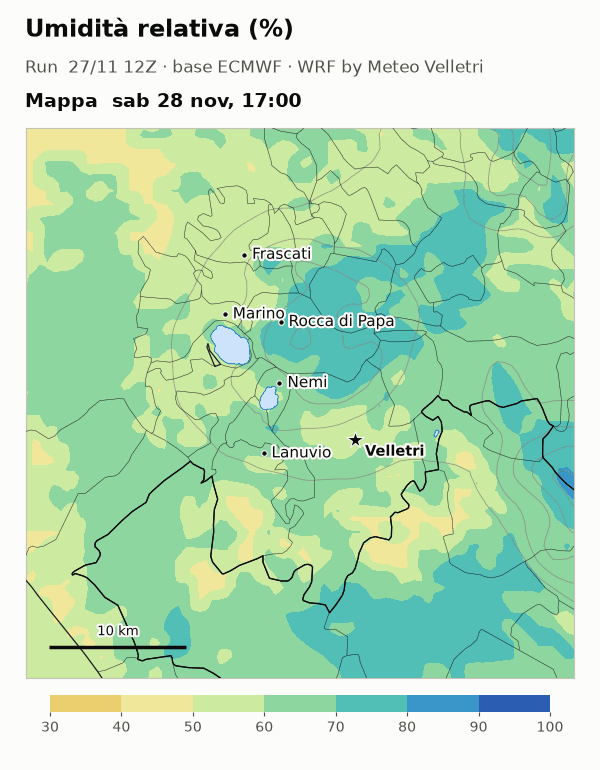 Umidità relativa (%)
Run  27/11 12Z · base ECMWF · WRF by Meteo Velletri
Mappa  sab 28 nov, 17:00
Frascati
Marino
Rocca di Papa
Nemi
Velletri
Lanuvio
10 km
30 40 50 60 70 80 90 100